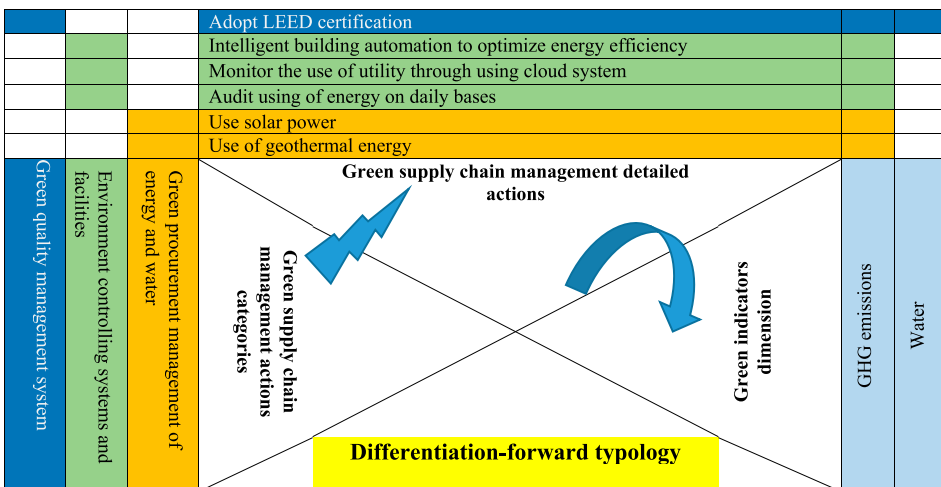 Adopt LEED certification
Intelligent building automation to optimize energy efficiency
Monitor the use of utility through using cloud system
Audit using of energy on daily bases
Use solar power
Use of geothermal energy
Green quality management system
Environment controlling systems and
facilities
Green procurement management of
energy and water
Green supply chain management detailed
actions
Green supply chain
management actions
categories
Green indicators
dimension
GHG emissions
Water
Differentiation-forward typology